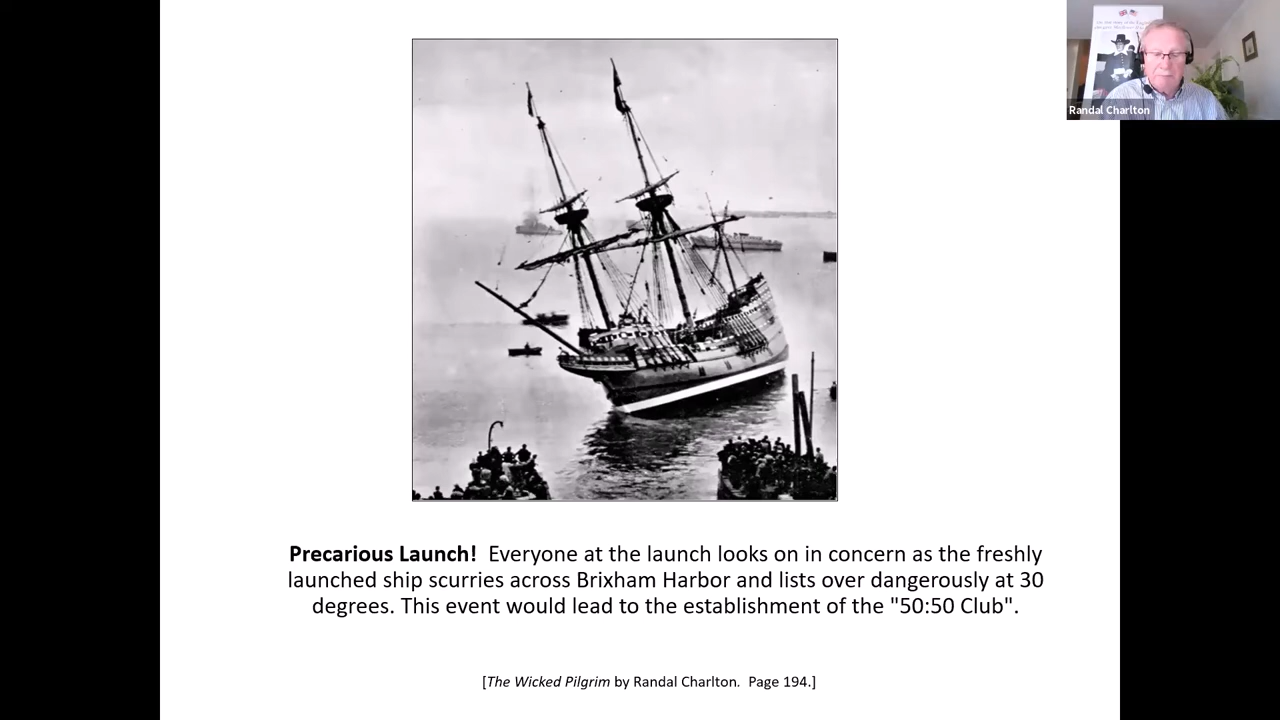 Randal Charlton
Precarious Launch! Everyone at the launch looks on in concern as the freshly
launched ship scurries across Brixham Harbor and lists over dangerously at 30
degrees. This event would lead to the establishment of the "50:50 Club".
[The Wicked Pilgrim by Randal Charlton. Page 194.]